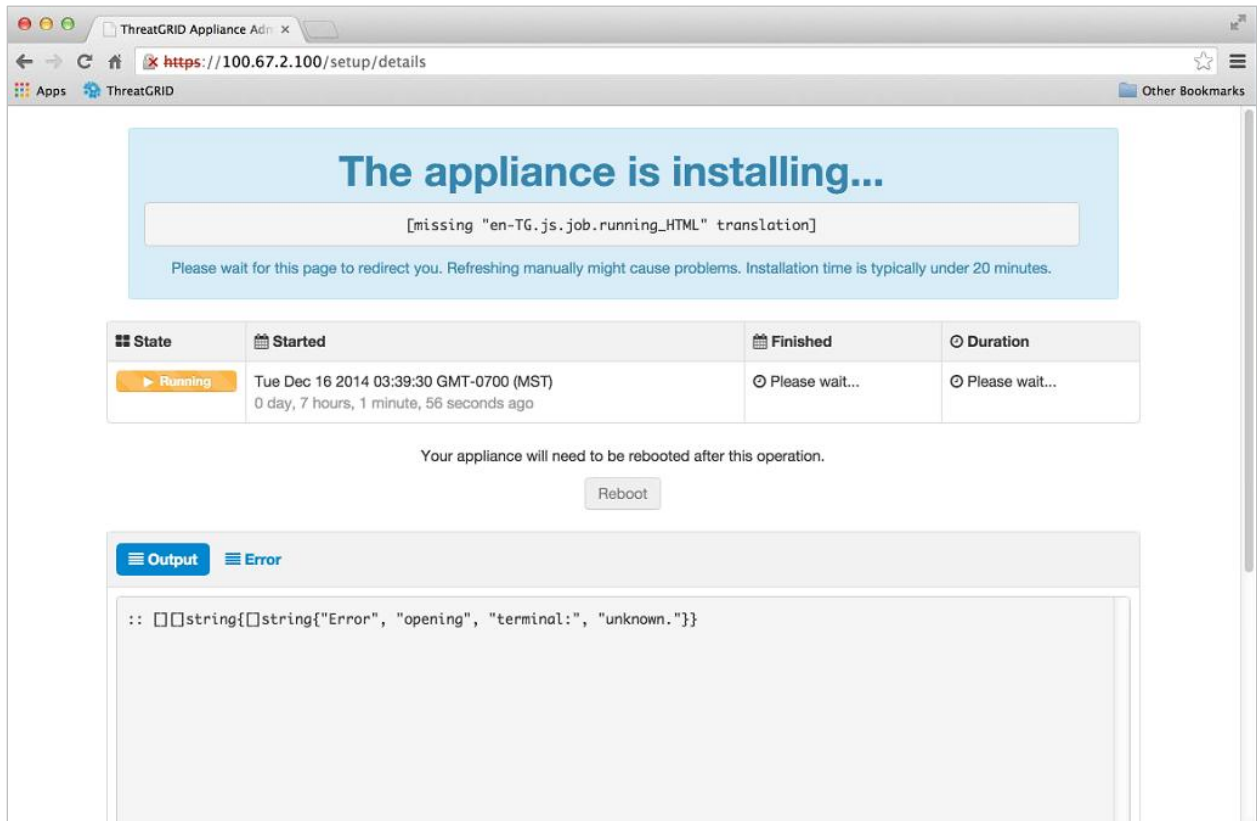 ThreatGRID Appliance Adm
https://100.67.2.100/setup/details
Apps ThreatGRID Other Bookmarks
The appliance is installing...
[missing "en-TG.js.job.running_HTML" translation]
Please wait for this page to redirect you. Refreshing manually might cause problems. Installation time is typically under 20 minutes.
State Started Finished Duration
Running Tue Dec 16 2014 03:39:30 GMT-0700 (MST) Please wait... Please wait...
0 day, 7 hours, 1 minute, 56 seconds ago
Your appliance will need to be rebooted after this operation.
Reboot
Output Error
:: [][]string{[]string{"Error", "opening", "terminal:", "unknown."}}